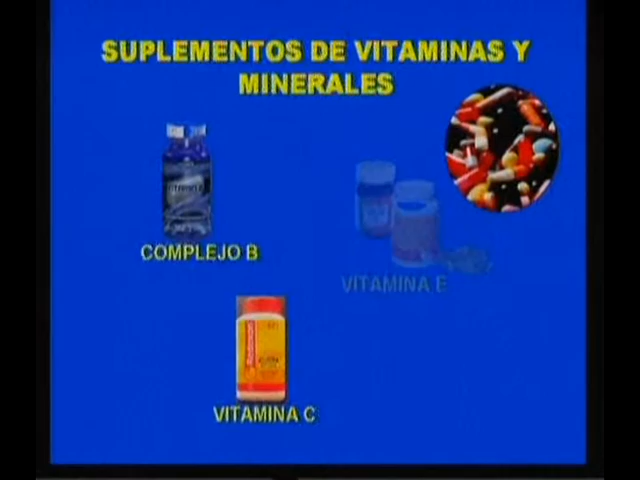 SUPLEMENTOS DE VITAMINAS Y
MINERALES
COMPLEJO B
VITAMINA E
VITAMINA C